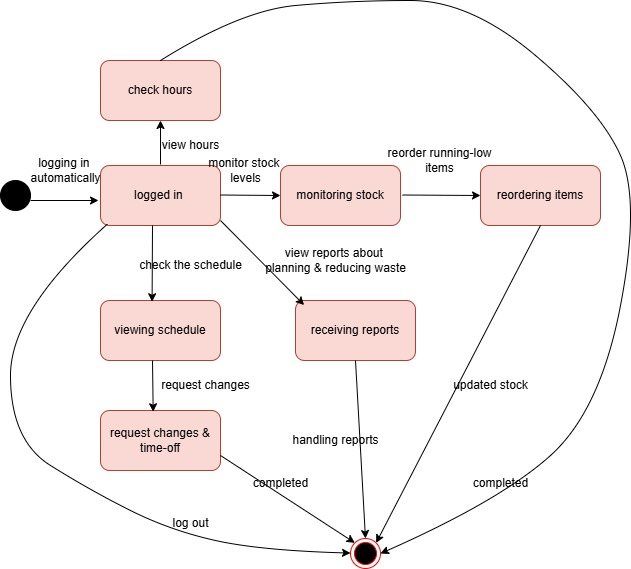 check hours
view hours
logging in
automatically
logged in
monitor stock
levels
monitoring stock
reorder running-low
items
reordering items
check the schedule
view reports about
planning & reducing waste
viewing schedule
receiving reports
request changes
updated stock
request changes &
time-off
handling reports
completed
completed
log out